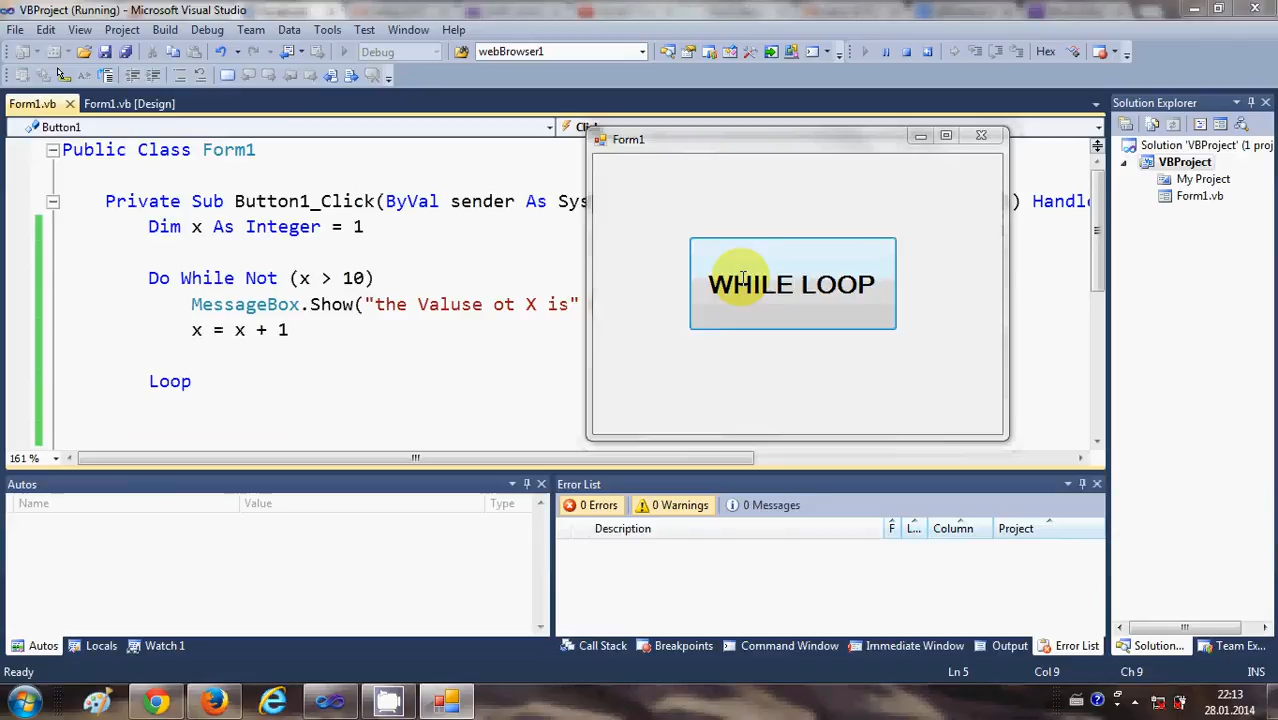 VBProject (Running) - Microsoft Visual Studio
File Edit View Project Build Debug Team Data Tools Test Window Help
Debug webBrowser1 Hex
Form1.vb Form1.vb [Design]
Button1
Public Class Form1
Private Sub Button1_Click(ByVal sender As Sys ) Handle
Dim x As Integer = 1
Do While Not (x > 10)
MessageBox.Show("the Valuse ot X is"
x = x + 1
Loop
161 %
Form1
WHILE LOOP
Solution Explorer
Solution 'VBProject' (1 proj
VBProject
My Project
Form1.vb
Autos
Name Value Type
Error List
0 Errors 0 Warnings 0 Messages
Description F L... Column Project
Autos Locals Watch 1
Call Stack Breakpoints Command Window Immediate Window Output Error List
Solution... Team Ex...
Ready Ln 5 Col 9 Ch 9 INS
22:13
28.01.2014